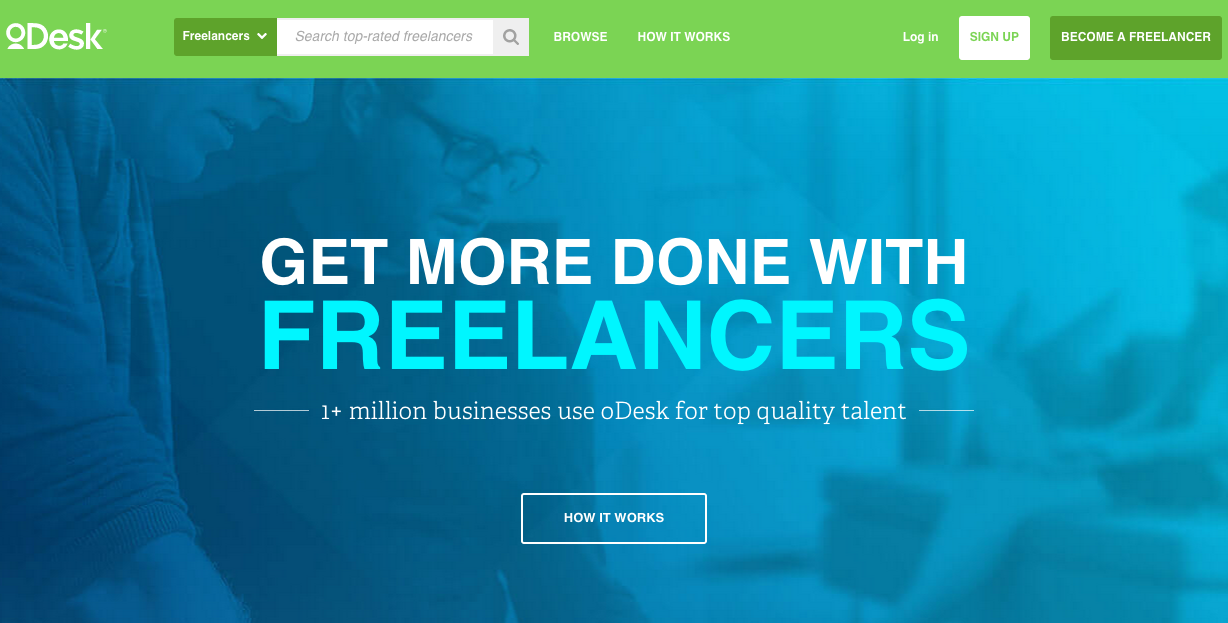 oDesk
Freelancers
Search top-rated freelancers
BROWSE
HOW IT WORKS
Log in
SIGN UP
BECOME A FREELANCER
GET MORE DONE WITH
FREELANCERS
1+ million businesses use oDesk for top quality talent
HOW IT WORKS